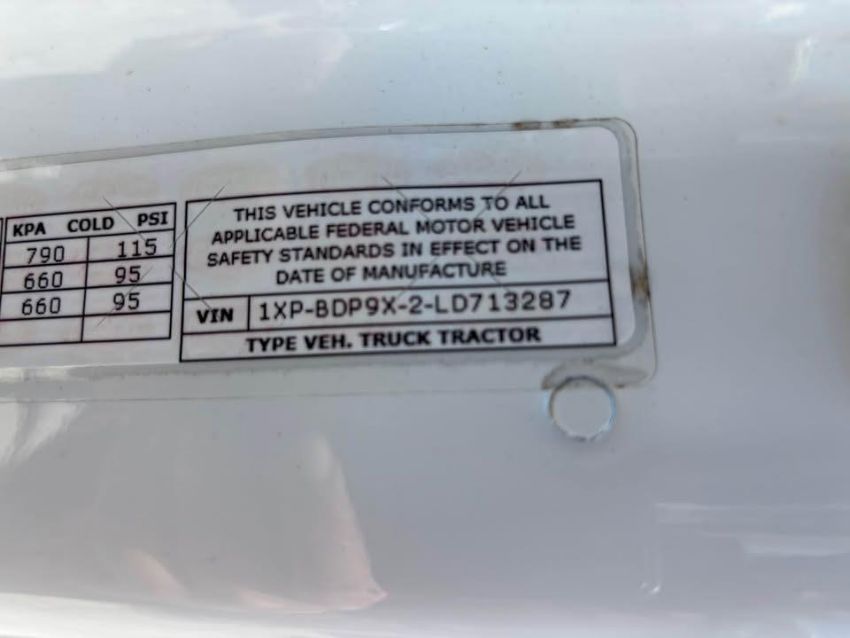 KPA COLD PSI
790 115
660 95
660 95
THIS VEHICLE CONFORMS TO ALL
APPLICABLE FEDERAL MOTOR VEHICLE
SAFETY STANDARDS IN EFFECT ON THE
DATE OF MANUFACTURE
VIN 1XP-BDP9X-2-LD713287
TYPE VEH. TRUCK TRACTOR